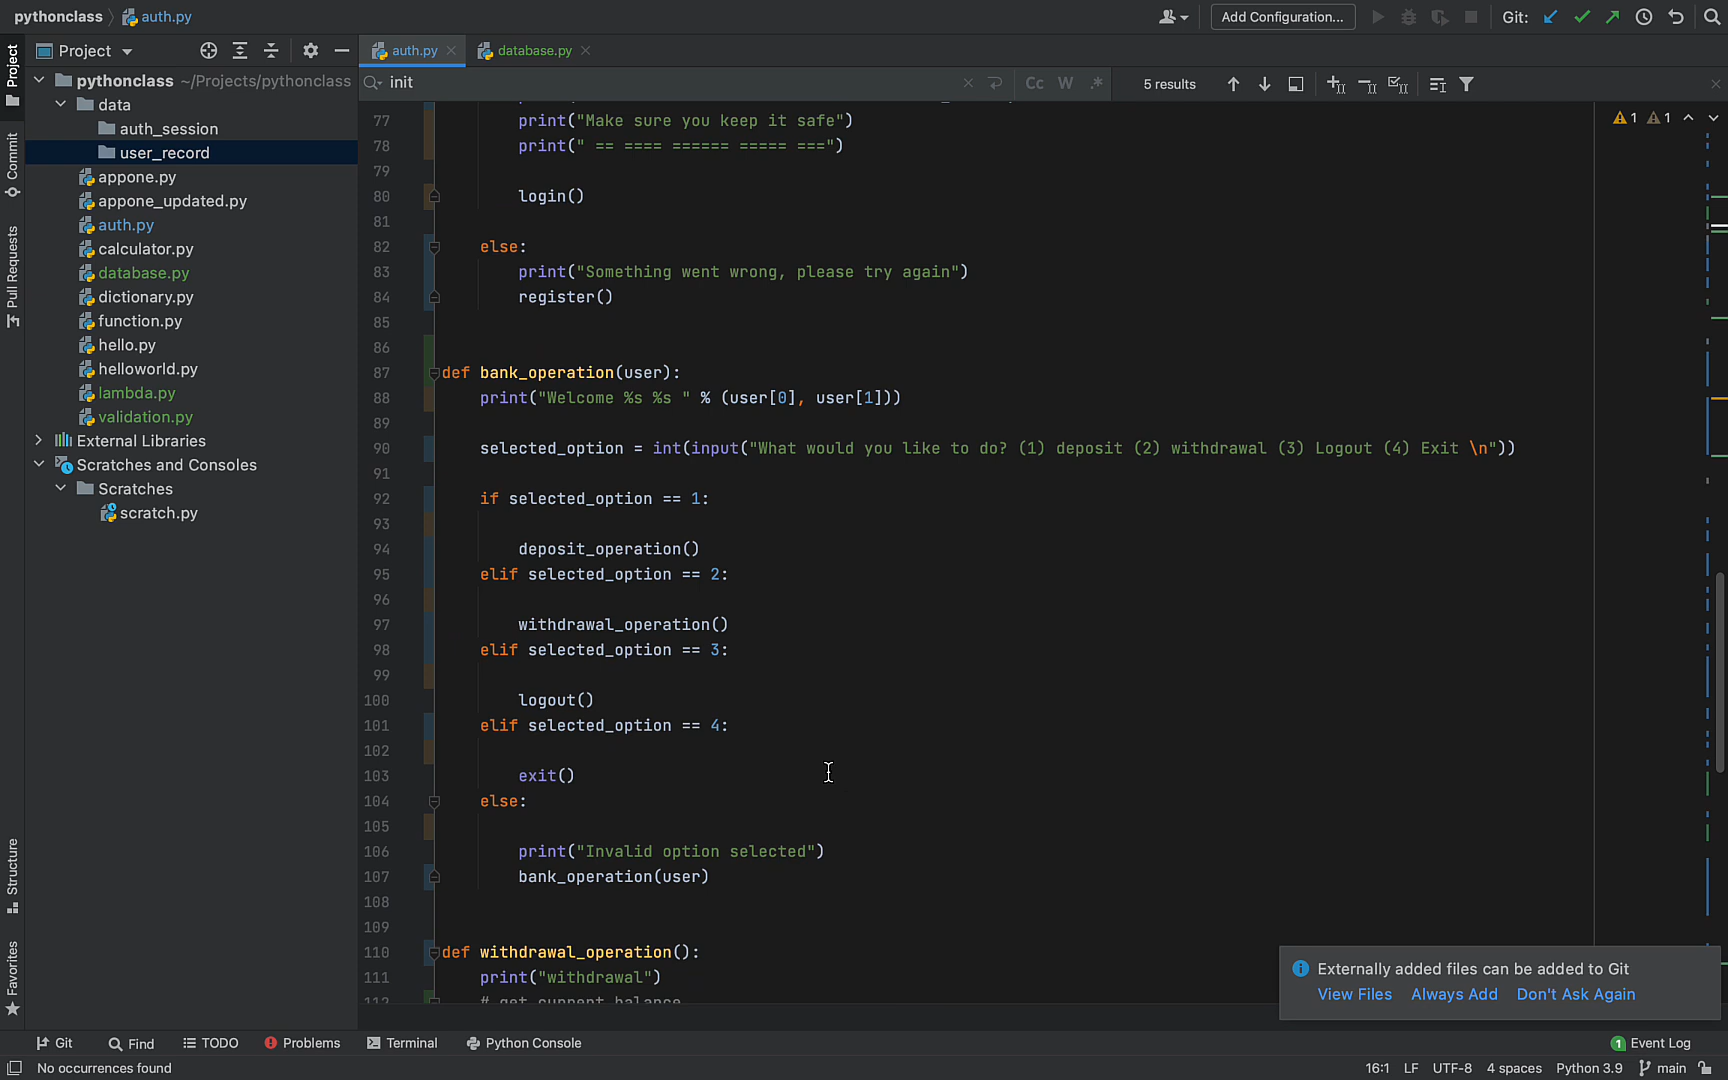 pythonclass auth.py
Add Configuration... Git:
Project
auth.py database.py
init Cc W .* 5 results
pythonclass ~/Projects/pythonclass
data
auth_session
user_record
appone.py
appone_updated.py
auth.py
calculator.py
database.py
dictionary.py
function.py
hello.py
helloworld.py
lambda.py
validation.py
External Libraries
Scratches and Consoles
Scratches
scratch.py
Project
Commit
Pull Requests
Structure
Favorites
1 1
77 print("Make sure you keep it safe")
78 print(" == ==== ====== ===== ===")
79
80 login()
81
82 else:
83 print("Something went wrong, please try again")
84 register()
85
86
87 def bank_operation(user):
88 print("Welcome %s %s " % (user[0], user[1]))
89
90 selected_option = int(input("What would you like to do? (1) deposit (2) withdrawal (3) Logout (4) Exit \n"))
91
92 if selected_option == 1:
93
94 deposit_operation()
95 elif selected_option == 2:
96
97 withdrawal_operation()
98 elif selected_option == 3:
99
100 logout()
101 elif selected_option == 4:
102
103 exit()
104 else:
105
106 print("Invalid option selected")
107 bank_operation(user)
108
109
110 def withdrawal_operation():
111 print("withdrawal")
112 # get current balance
Externally added files can be added to Git
View Files Always Add Don't Ask Again
Git Find TODO Problems Terminal Python Console 1 Event Log
No occurrences found 16:1 LF UTF-8 4 spaces Python 3.9 main